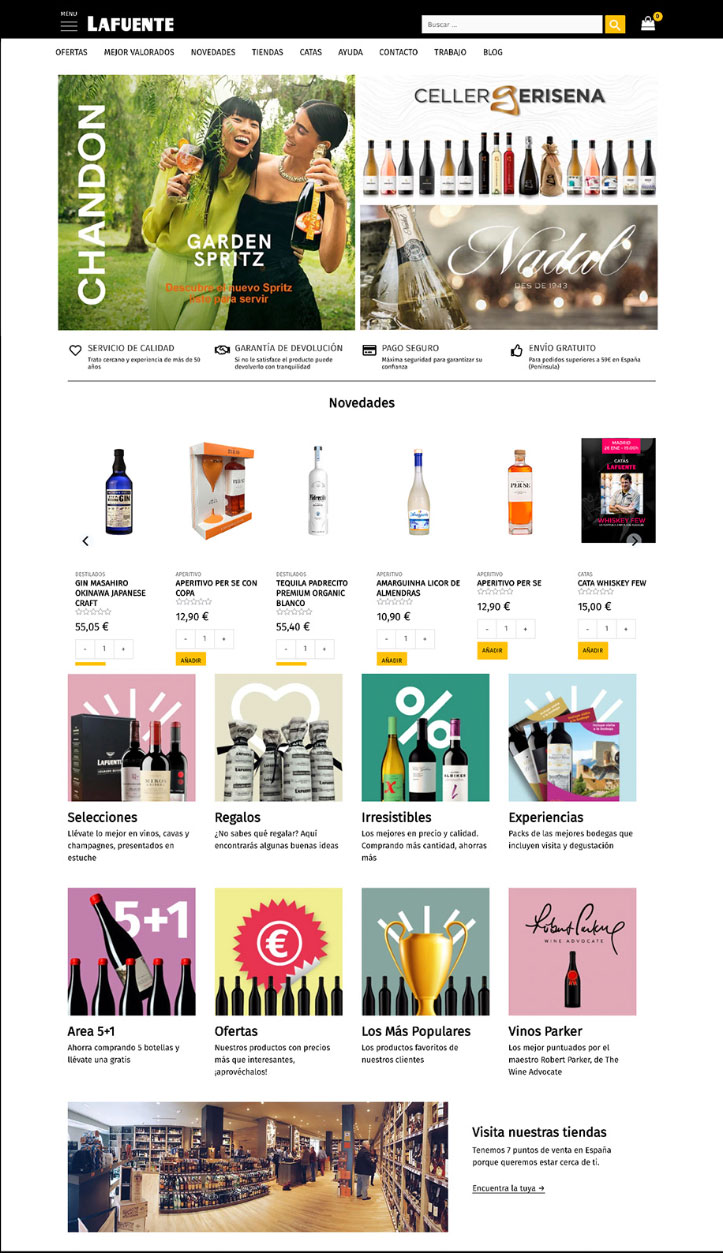 MENU
LAFUENTE
Buscar ...
0
OFERTAS MEJOR VALORADOS NOVEDADES TIENDAS CATAS AYUDA CONTACTO TRABAJO BLOG
CHANDON
GARDEN
SPRITZ
Descubre el nuevo Spritz
listo para servir
CELLER ERISENA
Nadal
DES DE 1943
SERVICIO DE CALIDAD
Trato cercano y experiencia de más de 50
años
GARANTÍA DE DEVOLUCIÓN
Si no le satisface el producto puede
devolverlo con tranquilidad
PAGO SEGURO
Máxima seguridad para garantizar su
confianza
ENVÍO GRATUITO
Para pedidos superiores a 59€ en España
(Península)
Novedades
MADRID
CATAS
LAFUENTE
WHISKEY FEW
DESTILADOS
GIN MASAHIRO
OKINAWA JAPANESE
CRAFT
55,05 €
- 1 +
APERITIVO
APERITIVO PER SE CON
COPA
12,90 €
- 1 +
AÑADIR
DESTILADOS
TEQUILA PADRECITO
PREMIUM ORGANIC
BLANCO
55,40 €
- 1 +
APERITIVO
AMARGUINHA LICOR DE
ALMENDRAS
10,90 €
- 1 +
AÑADIR
APERITIVO
APERITIVO PER SE
12,90 €
- 1 +
AÑADIR
CATAS
CATA WHISKEY FEW
15,00 €
- 1 +
AÑADIR
LAFUENTE
Selecciones
Llévate lo mejor en vinos, cavas y
champagnes, presentados en
estuche
Regalos
¿No sabes qué regalar? Aquí
encontrarás algunas buenas ideas
%
Irresistibles
Los mejores en precio y calidad.
Comprando más cantidad, ahorras
más
Experiencias
Packs de las mejores bodegas que
incluyen visita y degustación
5+1
Area 5+1
Ahorra comprando 5 botellas y
llévate una gratis
€
Ofertas
Nuestros productos con precios
más que interesantes,
¡aprovéchalos!
Los Más Populares
Los productos favoritos de
nuestros clientes
Robert Parker
WINE ADVOCATE
Vinos Parker
Los mejor puntuados por el
maestro Robert Parker, de The
Wine Advocate
Visita nuestras tiendas
Tenemos 7 puntos de venta en España
porque queremos estar cerca de ti.
Encuentra la tuya →